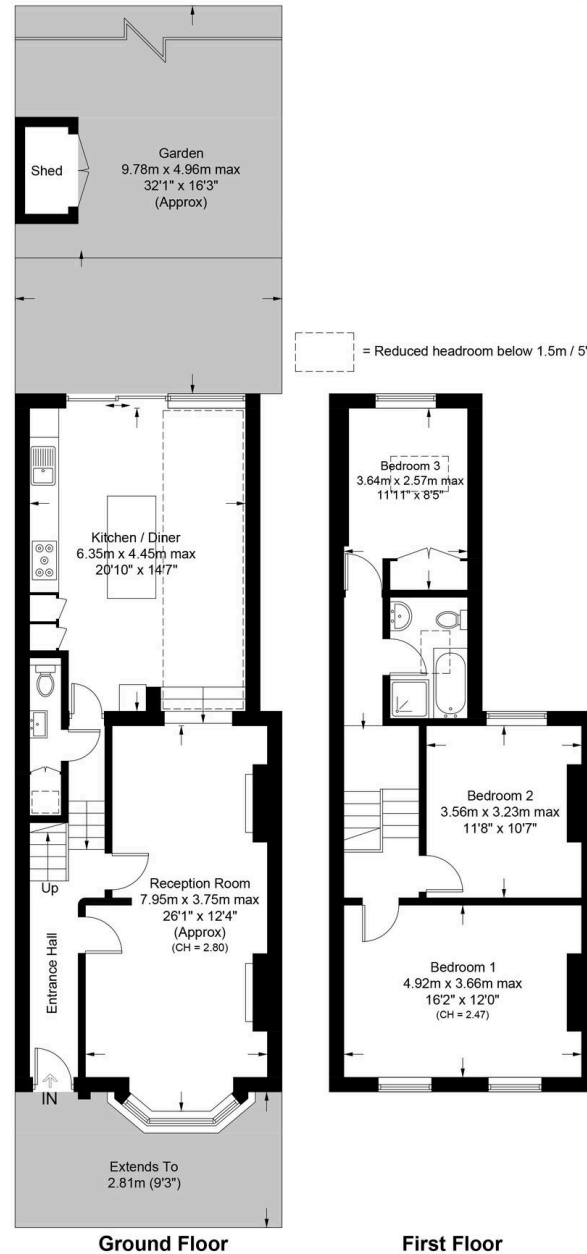 Shed
Garden
9.78m x 4.96m max
32'1" x 16'3"
(Approx)
= Reduced headroom below 1.5m / 5'
Kitchen / Diner
6.35m x 4.45m max
20'10" x 14'7"
Up
Entrance Hall
Reception Room
7.95m x 3.75m max
26'1" x 12'4"
(Approx)
(CH = 2.80)
IN
Extends To
2.81m (9'3")
Ground Floor
Bedroom 3
3.64m x 2.57m max
11'11" x 8'5"
Bedroom 2
3.56m x 3.23m max
11'8" x 10'7"
Bedroom 1
4.92m x 3.66m max
16'2" x 12'0"
(CH = 2.47)
First Floor